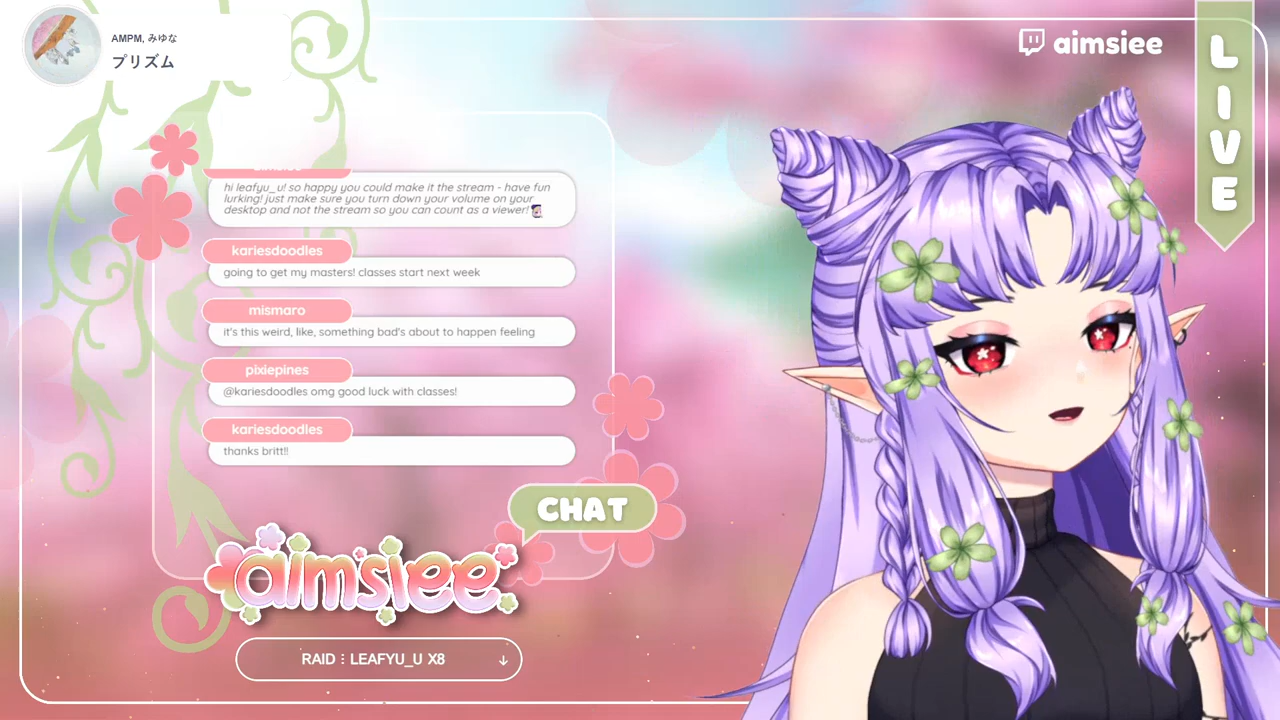 AMPM, みゆな
プリズム
aimsiee
LIVE
hi leafyu_u! so happy you could make it the stream - have fun
lurking! just make sure you turn down your volume on your
desktop and not the stream so you can count as a viewer!
kariesdoodles
going to get my masters! classes start next week
mismaro
it's this weird, like, something bad's about to happen feeling
pixiepines
@kariesdoodles omg good luck with classes!
kariesdoodles
thanks britt!!
CHAT
aimsiee
RAID : LEAFYU_U X8 ↓